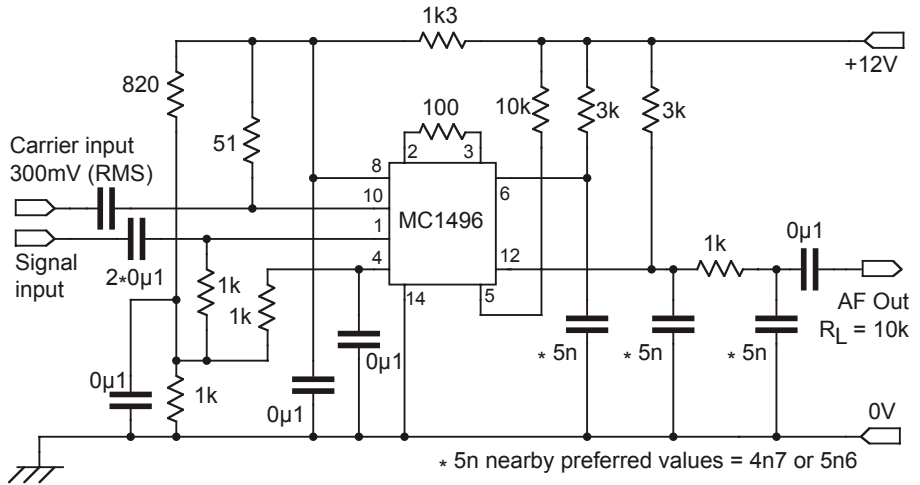 1k3
+12V
820
51
100
10k
3k
3k
Carrier input
300mV (RMS)
2
3
8
10
6
1
MC1496
Signal
input
2*0µ1
4
12
1k
0µ1
1k
1k
14
5
AF Out
R_L = 10k
0µ1
* 5n
* 5n
* 5n
0µ1
1k
0µ1
0V
* 5n nearby preferred values = 4n7 or 5n6